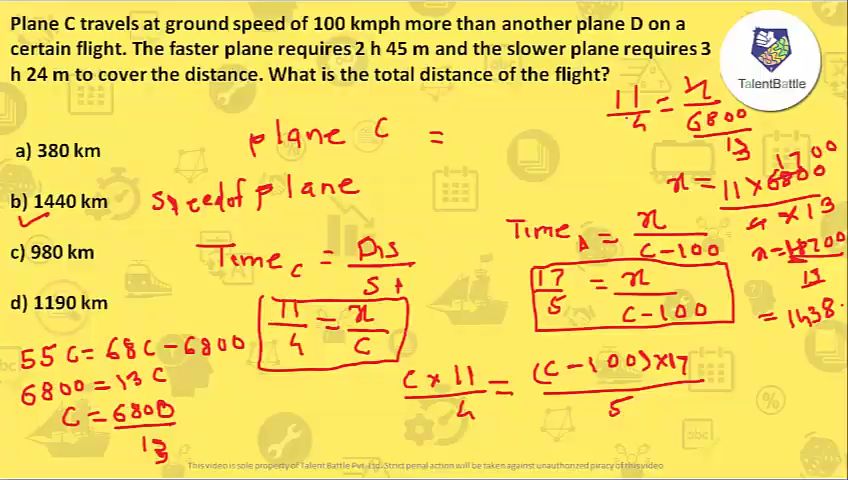 Plane C travels at ground speed of 100 kmph more than another plane D on a
certain flight. The faster plane requires 2 h 45 m and the slower plane requires 3
h 24 m to cover the distance. What is the total distance of the flight?
TalentBattle
a) 380 km
b) 1440 km
c) 980 km
d) 1190 km
plane C =
speed of plane
Time C = Dis
11/4 = x/C
55C = 68C - 6800
6800 = 13C
C = 6800/13
C × 11/4 = (C-100) × 17/5
Time = x/C-100
17/5 = x/C-100
11/4 = x/6800/13
x = 11 × 6800 1700/4 × 13
x = 18700/13
= 1438.
This video is sole property of Talent Battle Pvt. Ltd. Strict penal action will be taken against unauthorized piracy of this video